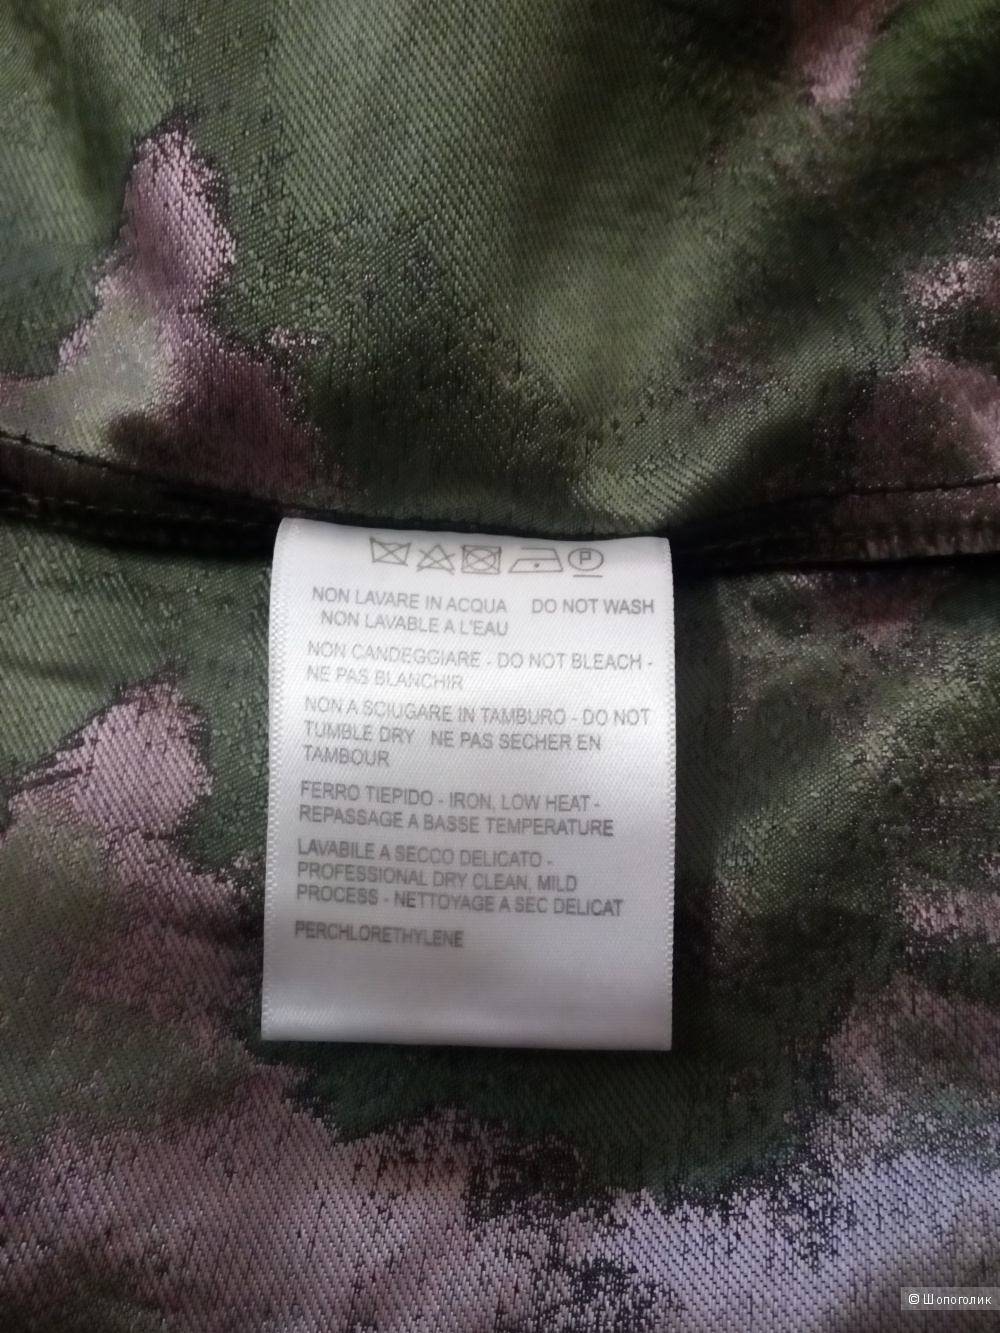 P
NON LAVARE IN ACQUA DO NOT WASH
NON LAVABLE A L'EAU
NON CANDEGGIARE - DO NOT BLEACH -
NE PAS BLANCHIR
NON A SCIUGARE IN TAMBURO - DO NOT
TUMBLE DRY NE PAS SECHER EN
TAMBOUR
FERRO TIEPIDO - IRON, LOW HEAT -
REPASSAGE A BASSE TEMPERATURE
LAVABILE A SECCO DELICATO -
PROFESSIONAL DRY CLEAN, MILD
PROCESS - NETTOYAGE A SEC DELICAT
PERCHLORETHYLENE
© Шопоголик